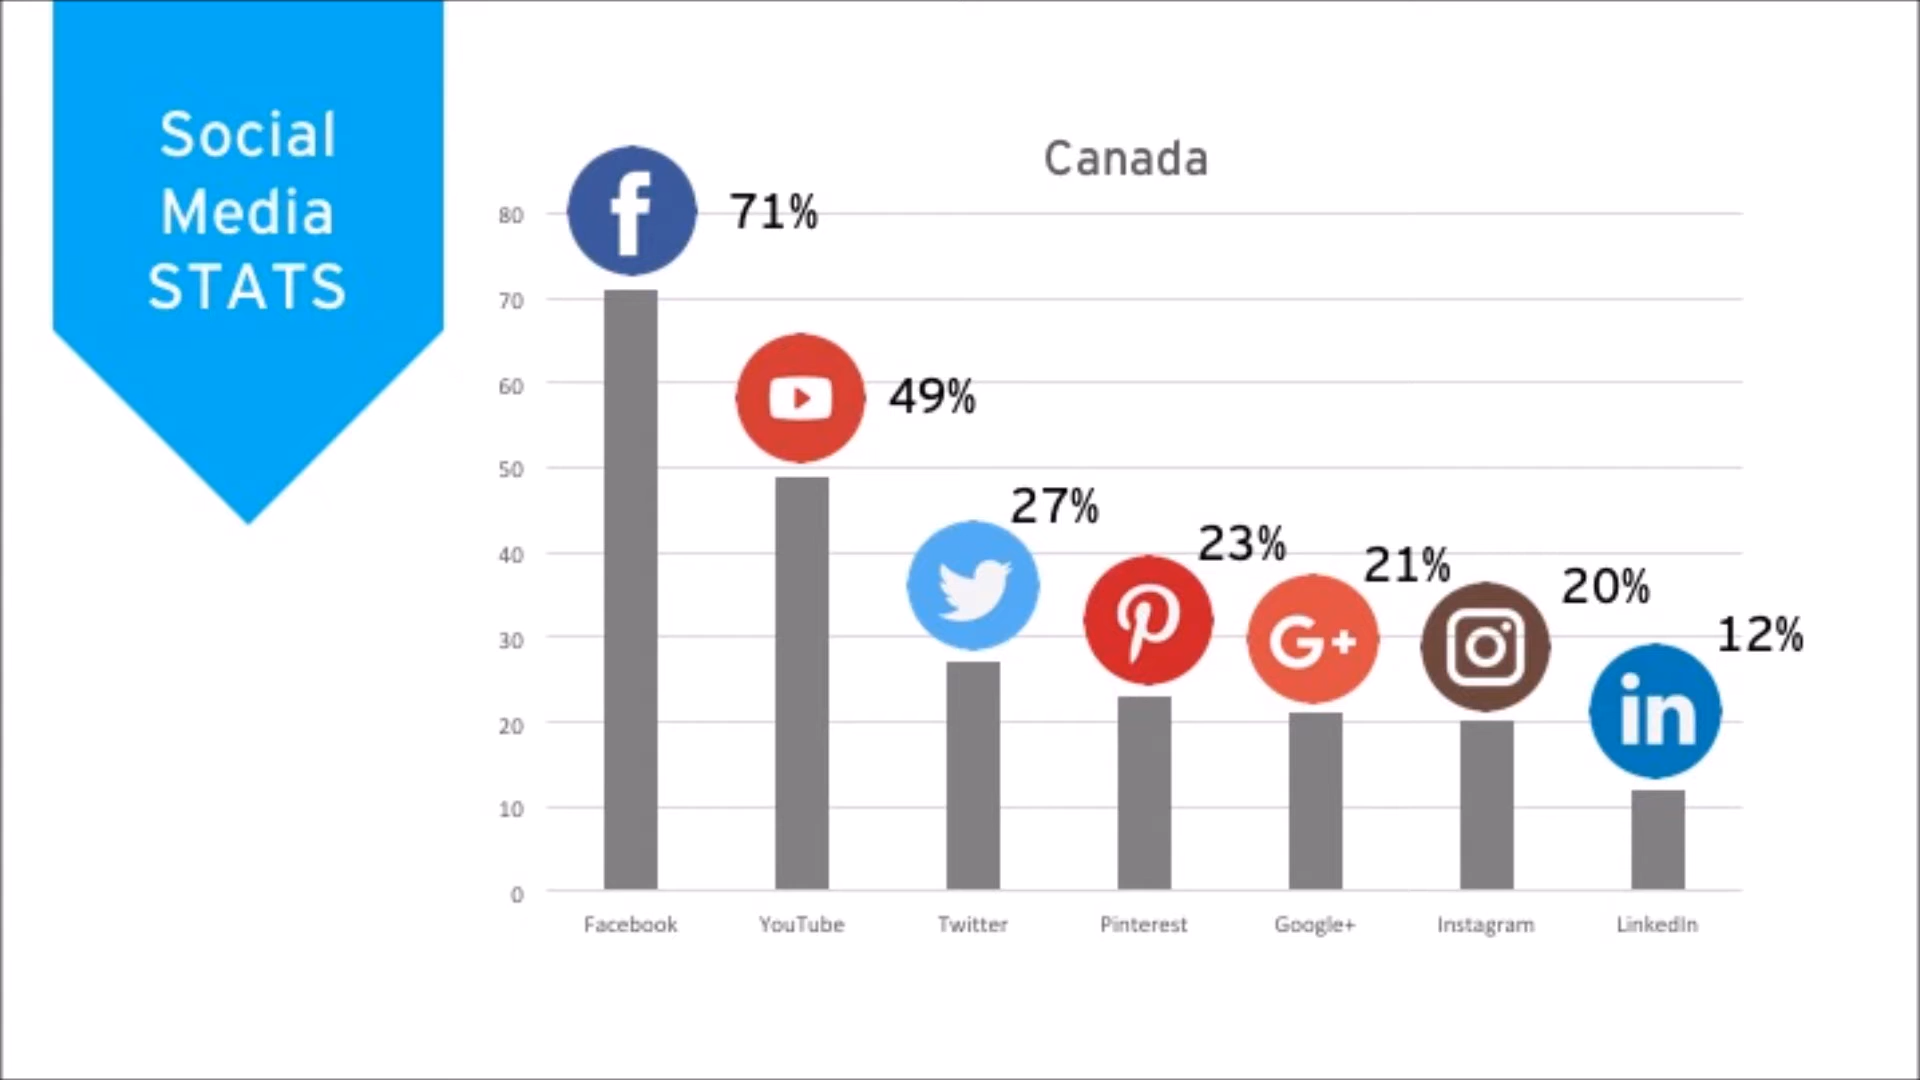 Social
Media
STATS
Canada
71%
49%
27%
23%
21%
20%
12%
80
70
60
50
40
30
20
10
0
Facebook YouTube Twitter Pinterest Google+ Instagram LinkedIn
f
G+
in